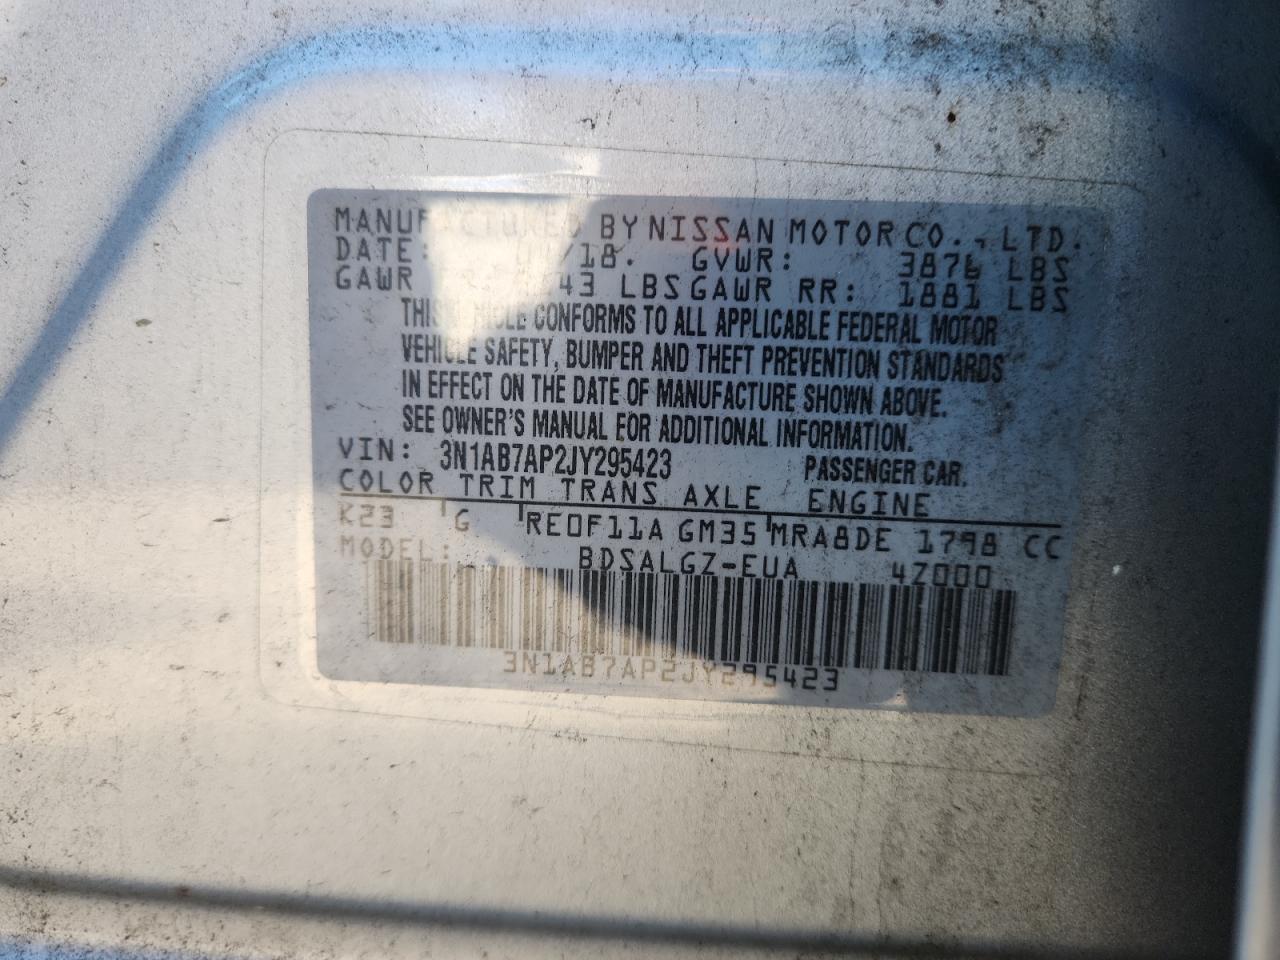 MANUFACTURED BY NISSAN MOTOR CO., LTD.
DATE: /18. GVWR: 3876 LBS
GAWR 43 LBS GAWR RR: 1881 LBS
THIS VEHICLE CONFORMS TO ALL APPLICABLE FEDERAL MOTOR
VEHICLE SAFETY, BUMPER AND THEFT PREVENTION STANDARDS
IN EFFECT ON THE DATE OF MANUFACTURE SHOWN ABOVE.
SEE OWNER'S MANUAL FOR ADDITIONAL INFORMATION.
VIN: 3N1AB7AP2JY295423 PASSENGER CAR.
COLOR TRIM TRANS AXLE ENGINE
K23 G RE0F11A GM35 MRA8DE 1798 CC
MODEL: BDSALGZ-EUA 4Z000
3N1AB7AP2JY295423